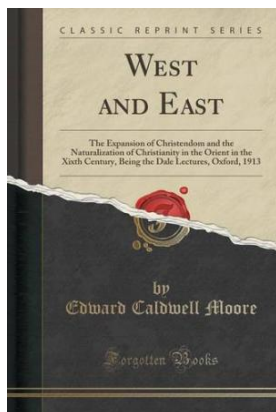 CLASSIC REPRINT SERIES
WEST
AND EAST
The Expansion of Christendom and the
Naturalization of Christianity in the Orient in the
Xixth Century, Being the Dale Lectures, Oxford, 1913
by
Edward Caldwell Moore
Forgotten Books